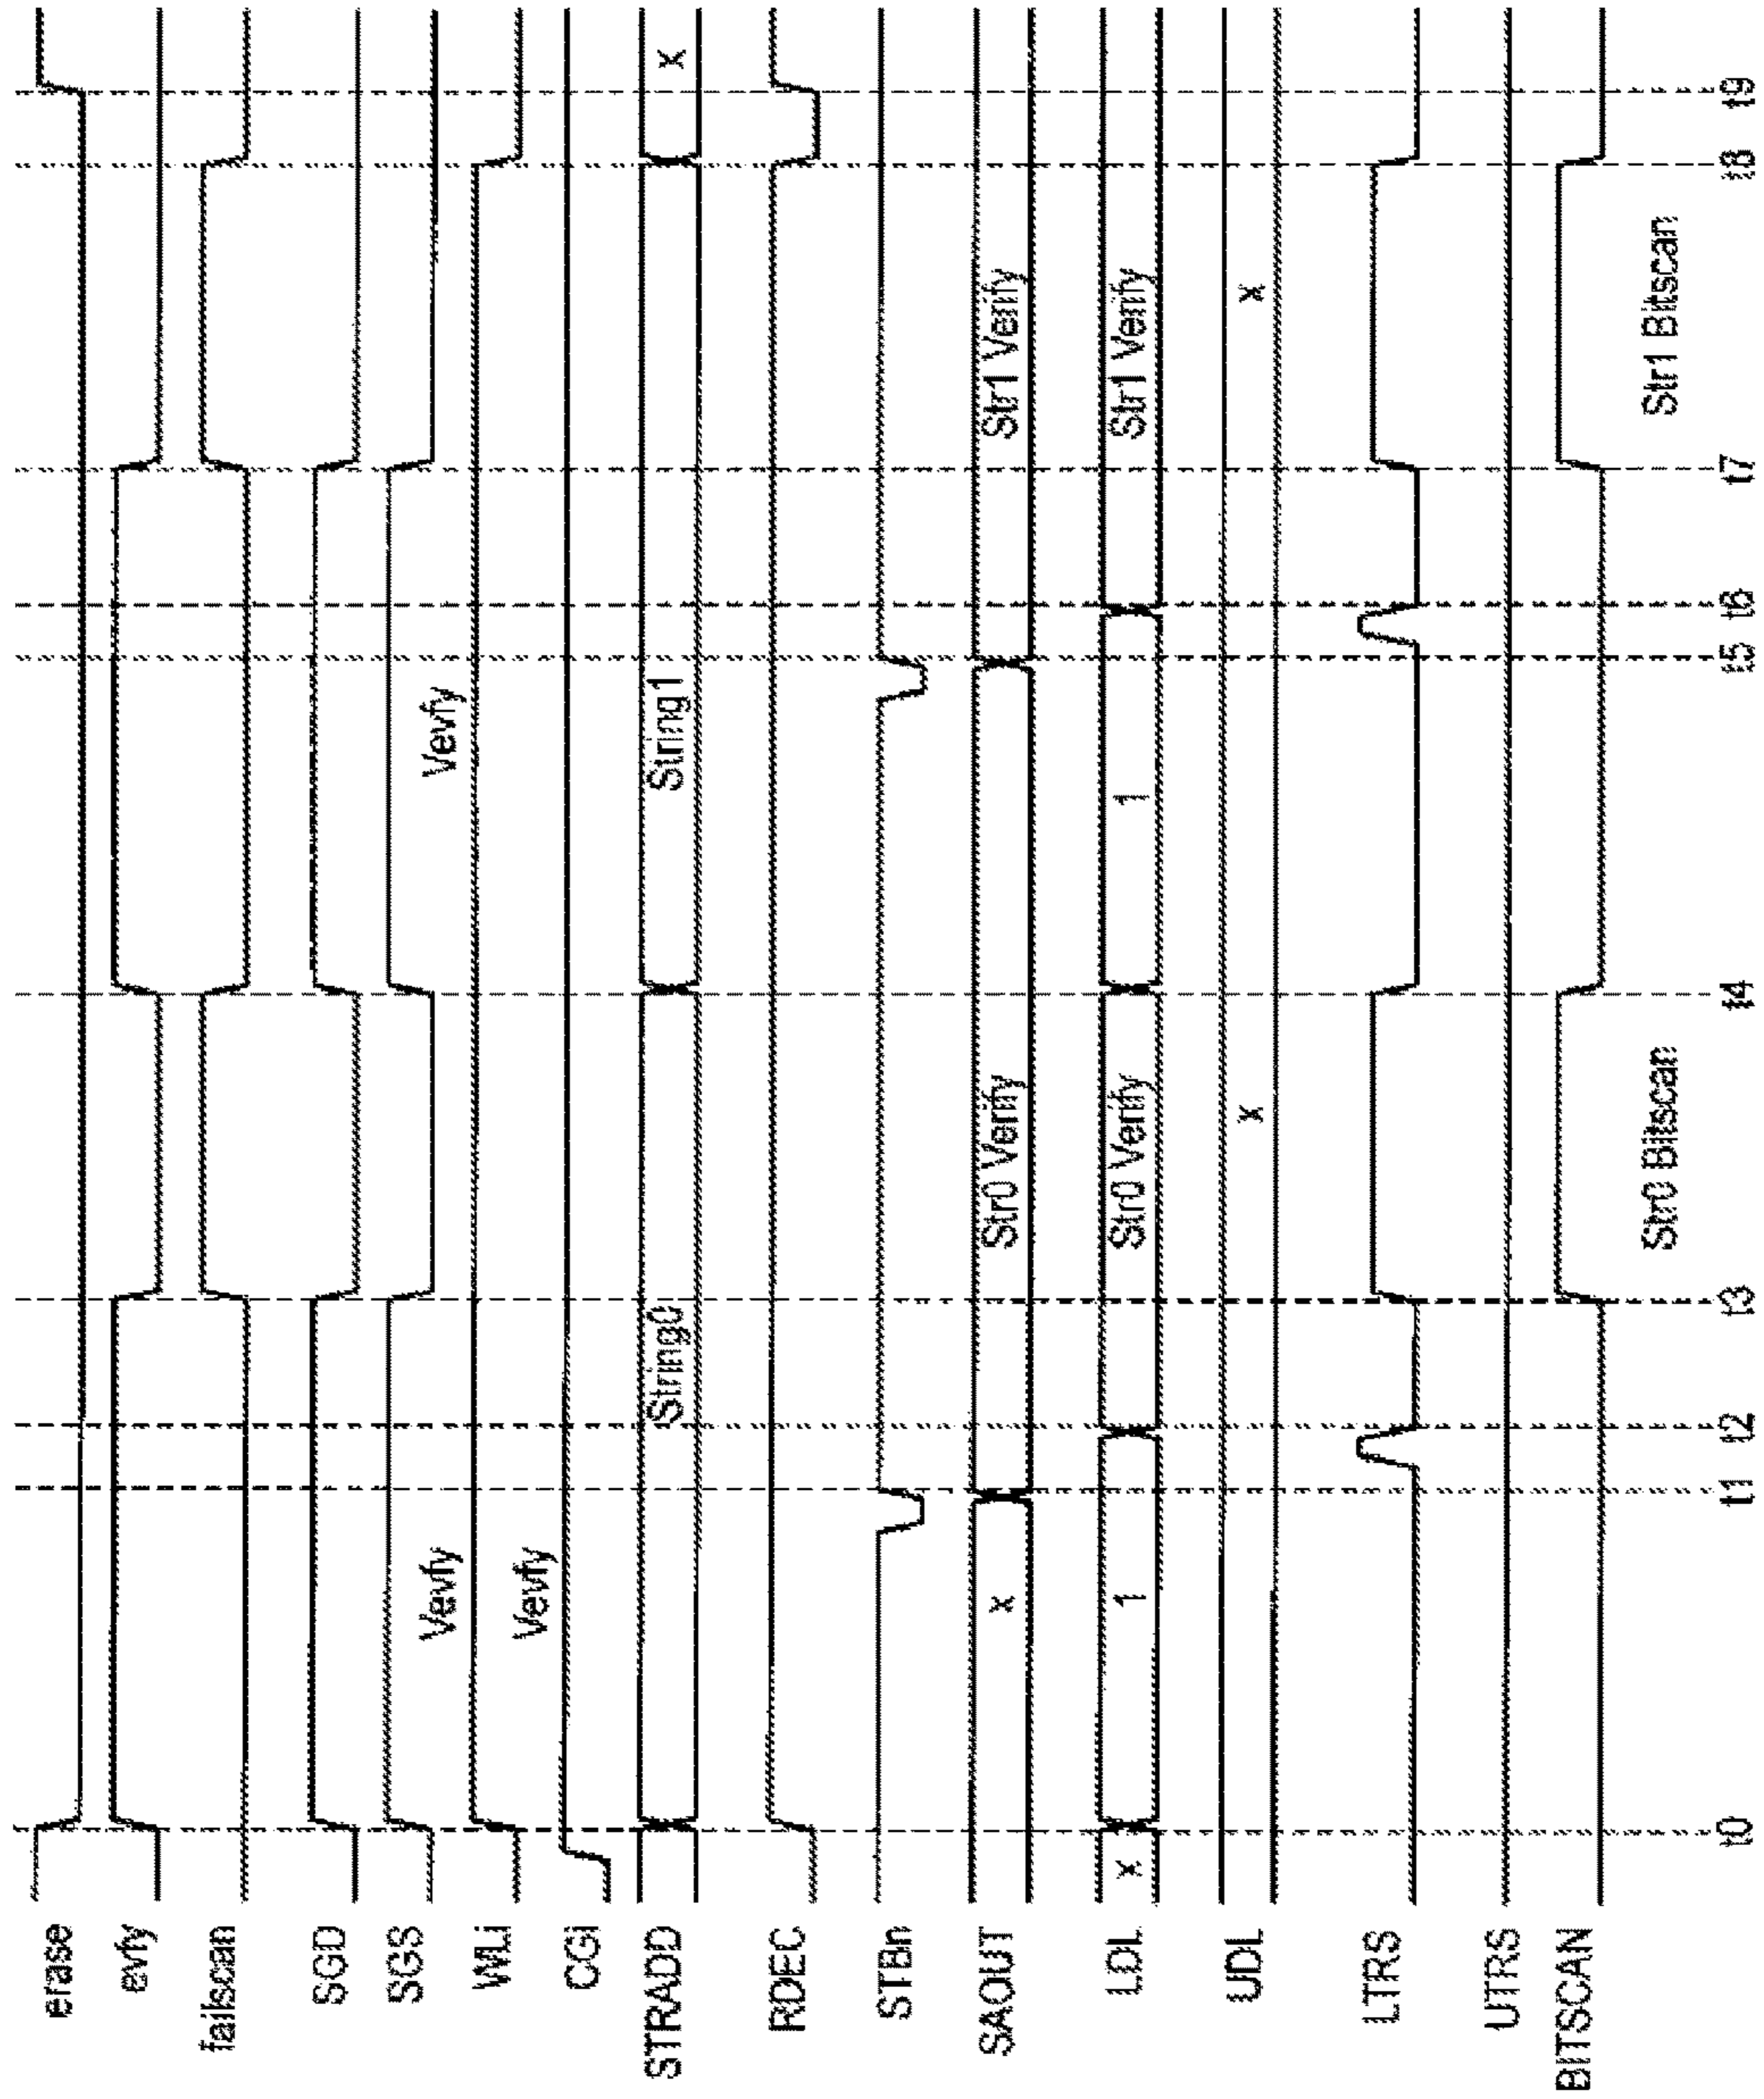 erase
evfy
failscan
SGD
SGS
Vevfy Vevfy
WLi
Vevfy
CGi
STRADD String0 String1 x
RDEC
STBn
SAOUT x Str0 Verify Str1 Verify
LDL x 1 Str0 Verify 1 Str1 Verify
UDL x x
LTRS
UTRS
BITSCAN
Str0 Bitscan Str1 Bitscan
t0 t1 t2 t3 t4 t5 t6 t7 t8 t9